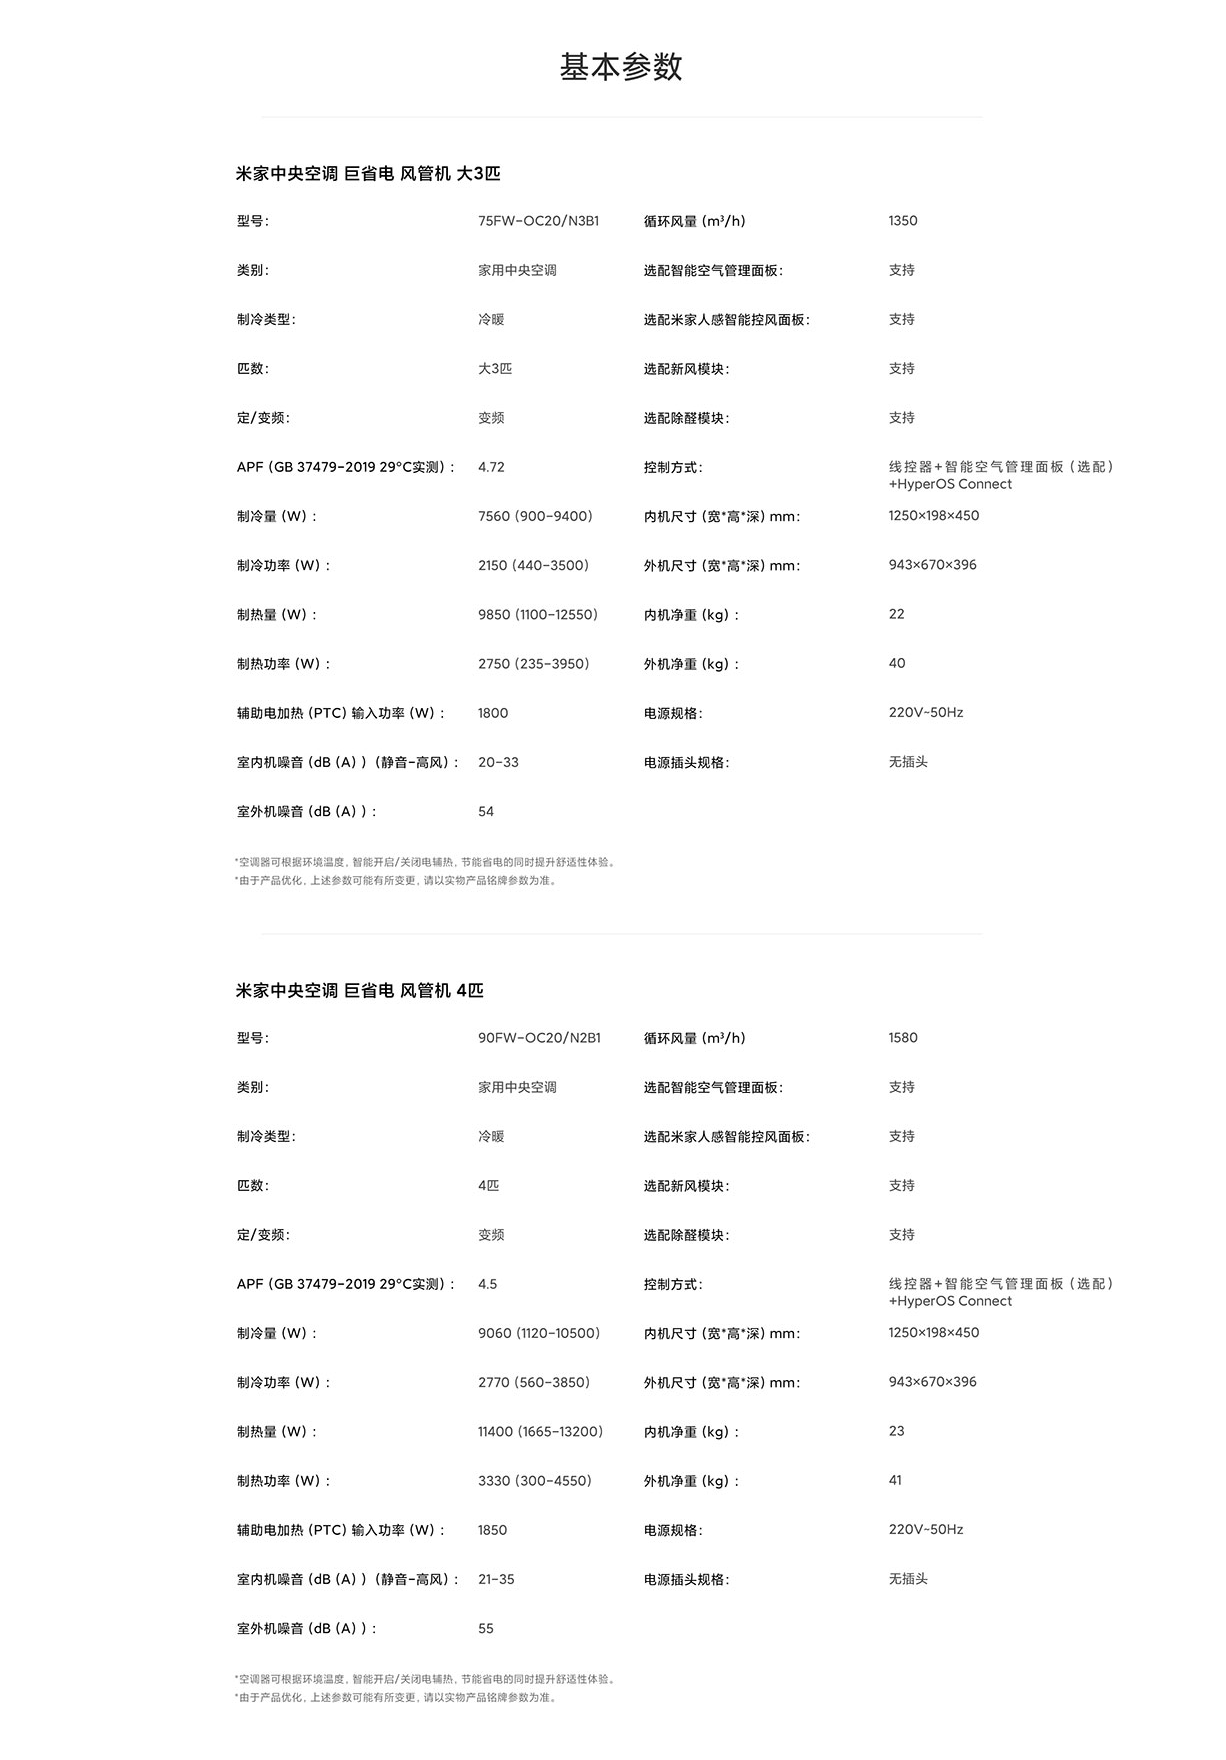 基本参数
米家中央空调 巨省电 风管机 大3匹
型号： 75FW-OC20/N3B1 循环风量 (m³/h) 1350
类别： 家用中央空调 选配智能空气管理面板： 支持
制冷类型： 冷暖 选配米家人感智能控风面板： 支持
匹数： 大3匹 选配新风模块： 支持
定/变频： 变频 选配除醛模块： 支持
APF (GB 37479-2019 29°C实测)： 4.72 控制方式： 线控器+智能空气管理面板 (选配)
+HyperOS Connect
制冷量 (W)： 7560 (900-9400) 内机尺寸 (宽*高*深) mm： 1250×198×450
制冷功率 (W)： 2150 (440-3500) 外机尺寸 (宽*高*深) mm： 943×670×396
制热量 (W)： 9850 (1100-12550) 内机净重 (kg)： 22
制热功率 (W)： 2750 (235-3950) 外机净重 (kg)： 40
辅助电加热 (PTC) 输入功率 (W)： 1800 电源规格： 220V~50Hz
室内机噪音 (dB (A)) (静音-高风)： 20-33 电源插头规格： 无插头
室外机噪音 (dB (A))： 54
*空调器可根据环境温度，智能开启/关闭电辅热，节能省电的同时提升舒适性体验。
*由于产品优化，上述参数可能有所变更，请以实物产品铭牌参数为准。
米家中央空调 巨省电 风管机 4匹
型号： 90FW-OC20/N2B1 循环风量 (m³/h) 1580
类别： 家用中央空调 选配智能空气管理面板： 支持
制冷类型： 冷暖 选配米家人感智能控风面板： 支持
匹数： 4匹 选配新风模块： 支持
定/变频： 变频 选配除醛模块： 支持
APF (GB 37479-2019 29°C实测)： 4.5 控制方式： 线控器+智能空气管理面板 (选配)
+HyperOS Connect
制冷量 (W)： 9060 (1120-10500) 内机尺寸 (宽*高*深) mm： 1250×198×450
制冷功率 (W)： 2770 (560-3850) 外机尺寸 (宽*高*深) mm： 943×670×396
制热量 (W)： 11400 (1665-13200) 内机净重 (kg)： 23
制热功率 (W)： 3330 (300-4550) 外机净重 (kg)： 41
辅助电加热 (PTC) 输入功率 (W)： 1850 电源规格： 220V~50Hz
室内机噪音 (dB (A)) (静音-高风)： 21-35 电源插头规格： 无插头
室外机噪音 (dB (A))： 55
*空调器可根据环境温度，智能开启/关闭电辅热，节能省电的同时提升舒适性体验。
*由于产品优化，上述参数可能有所变更，请以实物产品铭牌参数为准。